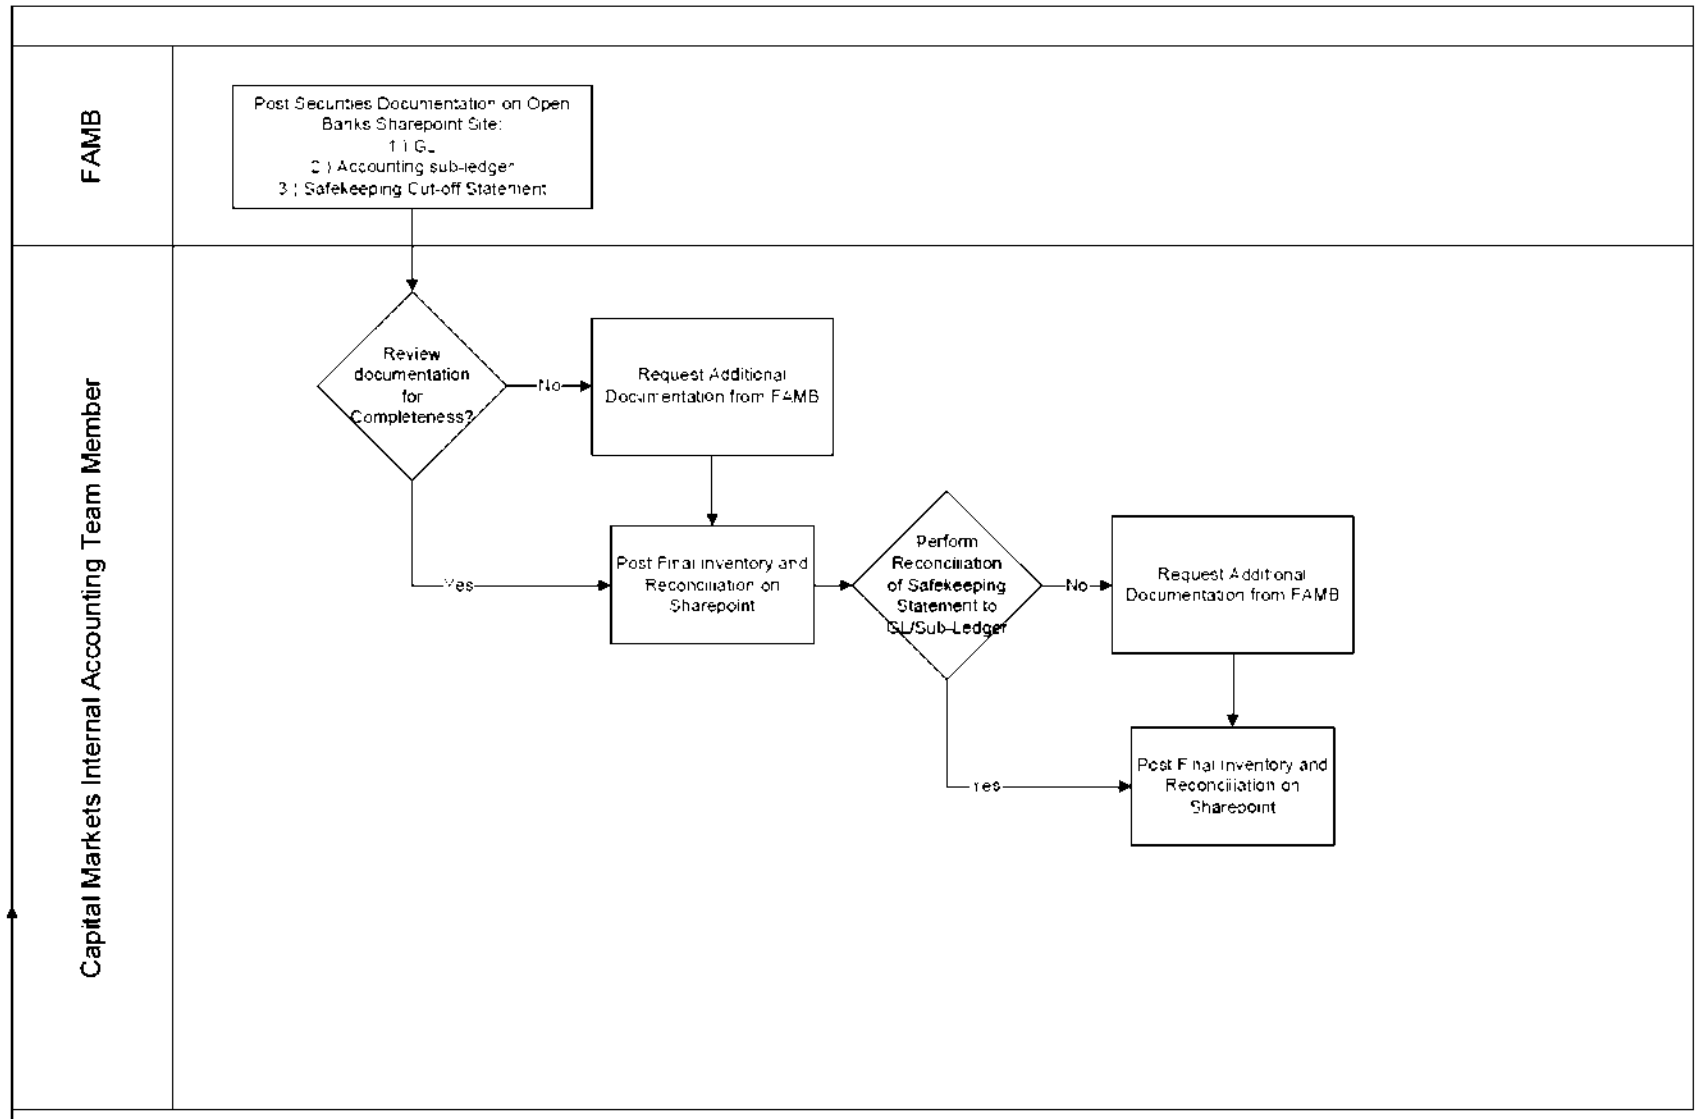 FAMB
Post Securities Documentation on Open
Banks Sharepoint Site:
1 ) GL
2 ) Accounting sub-ledger
3 ) Safekeeping Cut-off Statement
Capital Markets Internal Accounting Team Member
Review
documentation
for
Completeness?
No
Request Additional
Documentation from FAMB
Yes
Post Final inventory and
Reconciliation on
Sharepoint
Perform
Reconciliation
of Safekeeping
Statement to
GL/Sub-Ledger
No
Request Additional
Documentation from FAMB
Yes
Post Final inventory and
Reconciliation on
Sharepoint